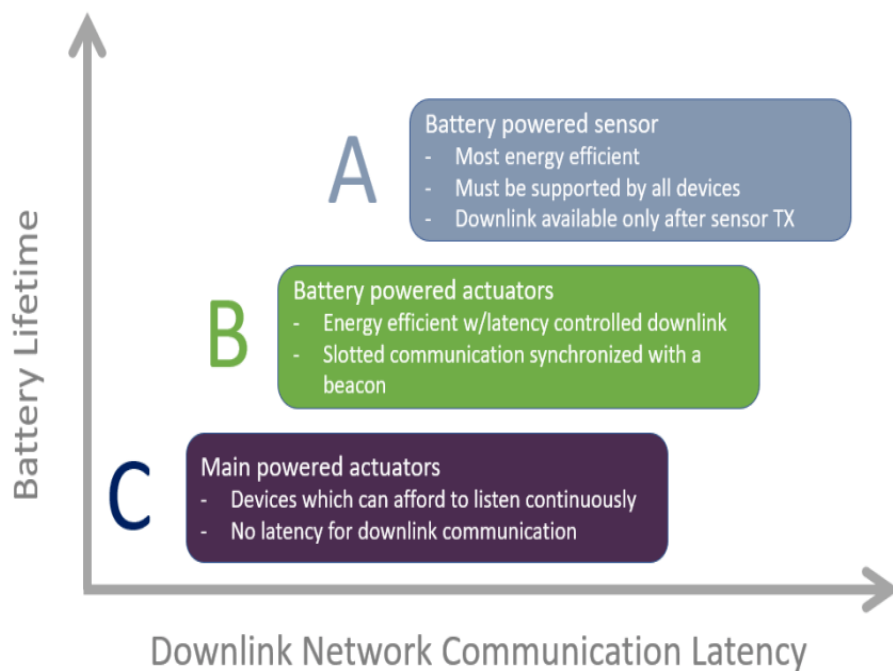 Battery Lifetime
A
Battery powered sensor
- Most energy efficient
- Must be supported by all devices
- Downlink available only after sensor TX
B
Battery powered actuators
- Energy efficient w/latency controlled downlink
- Slotted communication synchronized with a
beacon
C
Main powered actuators
- Devices which can afford to listen continuously
- No latency for downlink communication
Downlink Network Communication Latency